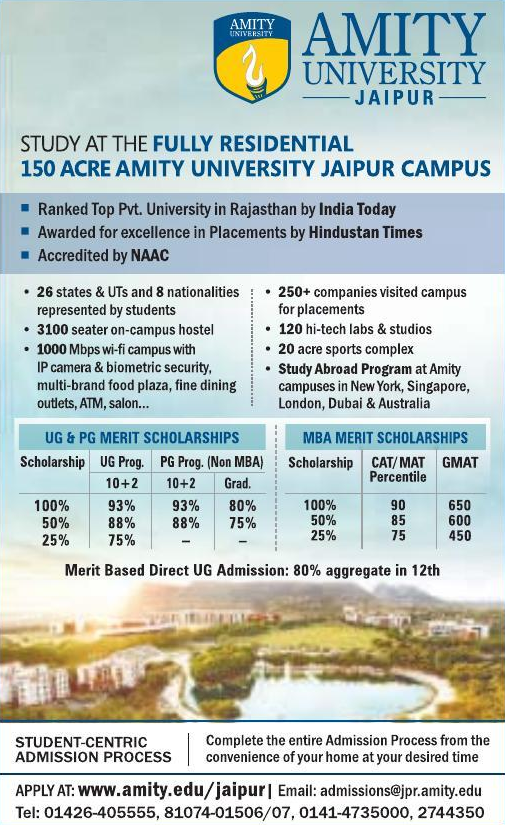 AMITY
UNIVERSITY
AMITY
UNIVERSITY
JAIPUR
STUDY AT THE FULLY RESIDENTIAL
150 ACRE AMITY UNIVERSITY JAIPUR CAMPUS
■ Ranked Top Pvt. University in Rajasthan by India Today
■ Awarded for excellence in Placements by Hindustan Times
■ Accredited by NAAC
• 26 states & UTs and 8 nationalities
represented by students
• 3100 seater on-campus hostel
• 1000 Mbps wi-fi campus with
IP camera & biometric security,
multi-brand food plaza, fine dining
outlets, ATM, salon...
• 250+ companies visited campus
for placements
• 120 hi-tech labs & studios
• 20 acre sports complex
• Study Abroad Program at Amity
campuses in New York, Singapore,
London, Dubai & Australia
UG & PG MERIT SCHOLARSHIPS
Scholarship UG Prog. PG Prog. (Non MBA)
10+2 10+2 Grad.
100% 93% 93% 80%
50% 88% 88% 75%
25% 75% – –
MBA MERIT SCHOLARSHIPS
Scholarship CAT/MAT GMAT
Percentile
100% 90 650
50% 85 600
25% 75 450
Merit Based Direct UG Admission: 80% aggregate in 12th
STUDENT-CENTRIC
ADMISSION PROCESS
Complete the entire Admission Process from the
convenience of your home at your desired time
APPLY AT: www.amity.edu/jaipur | Email: admissions@jpr.amity.edu
Tel: 01426-405555, 81074-01506/07, 0141-4735000, 2744350